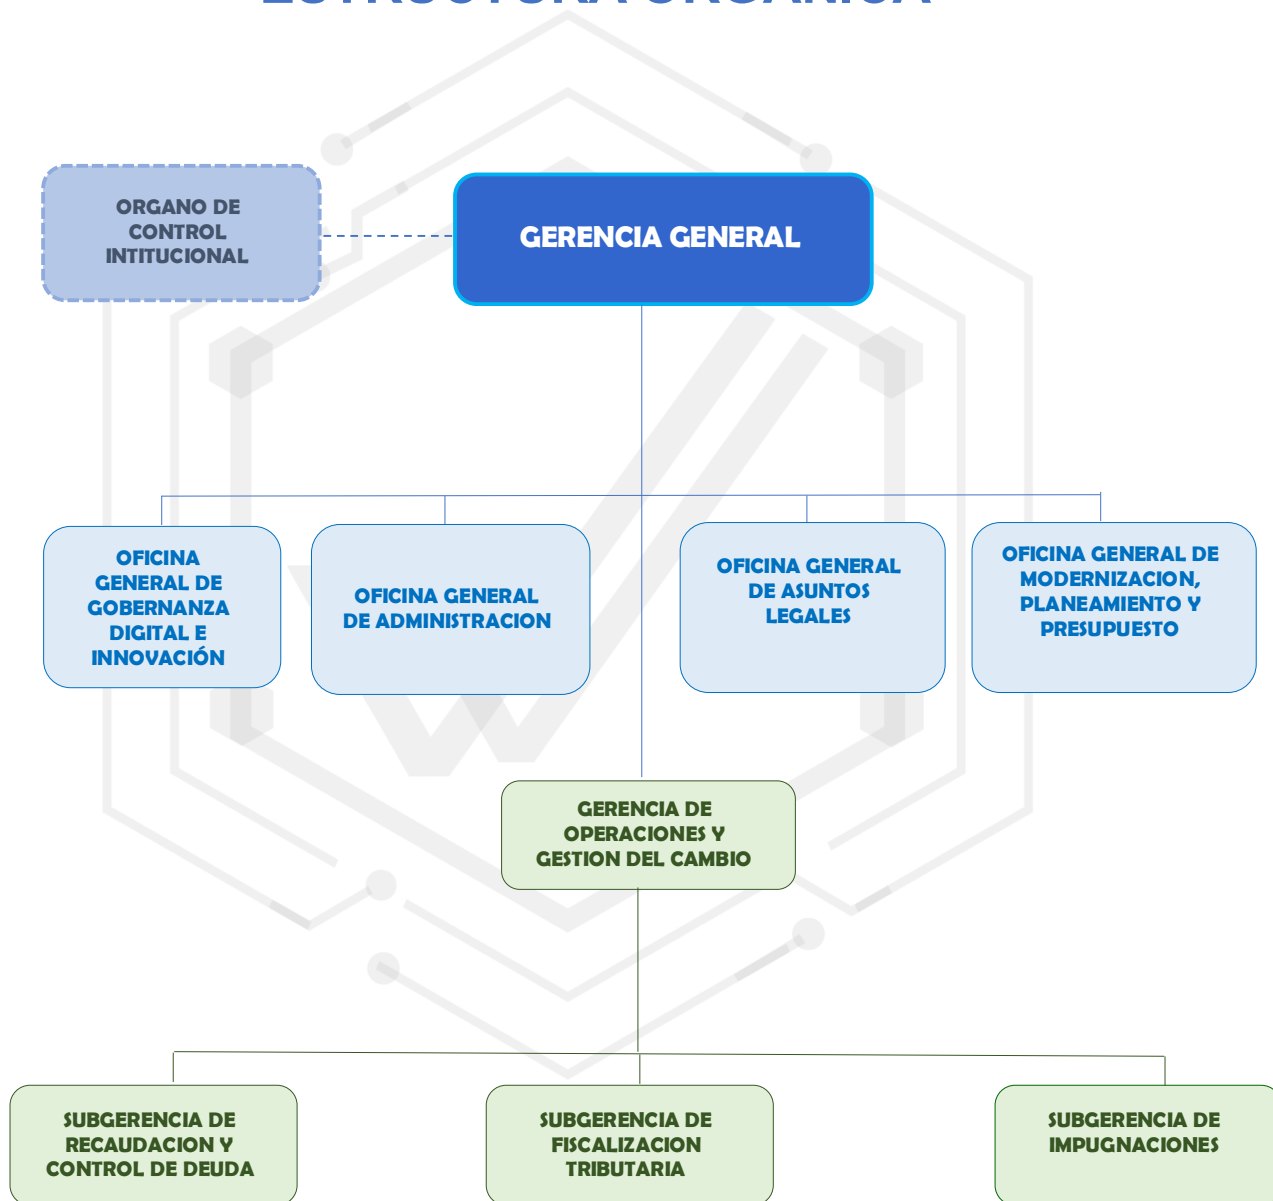 ESTRUCTURA ORGANICA
ORGANO DE
CONTROL
INTITUCIONAL
GERENCIA GENERAL
OFICINA
GENERAL DE
GOBERNANZA
DIGITAL E
INNOVACIÓN
OFICINA GENERAL
DE ADMINISTRACION
OFICINA GENERAL
DE ASUNTOS
LEGALES
OFICINA GENERAL DE
MODERNIZACION,
PLANEAMIENTO Y
PRESUPUESTO
GERENCIA DE
OPERACIONES Y
GESTION DEL CAMBIO
SUBGERENCIA DE
RECAUDACION Y
CONTROL DE DEUDA
SUBGERENCIA DE
FISCALIZACION
TRIBUTARIA
SUBGERENCIA DE
IMPUGNACIONES